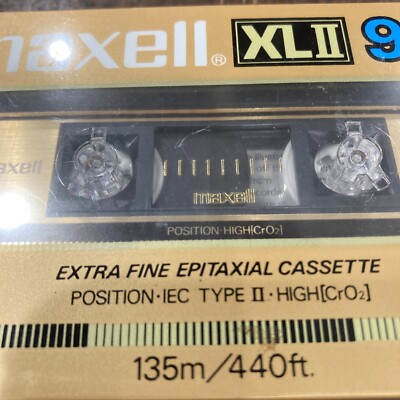 maxell® XLII 9
maxell
maxell
POSITION·HIGH[CrO₂]
EXTRA FINE EPITAXIAL CASSETTE
POSITION·IEC TYPE II·HIGH[CrO₂]
135m/440ft.